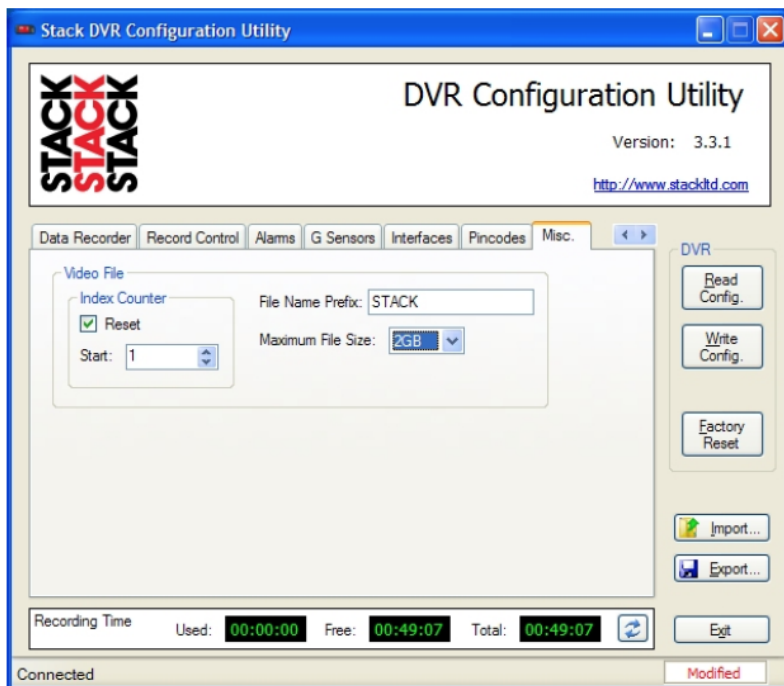 Stack DVR Configuration Utility
STACK
STACK
STACK
DVR Configuration Utility
Version: 3.3.1
http://www.stackltd.com
Data Recorder Record Control Alarms G Sensors Interfaces Pincodes Misc.
Video File
Index Counter
Reset
Start: 1
File Name Prefix: STACK
Maximum File Size: 2GB
DVR
Read Config.
Write Config.
Factory Reset
Import...
Export...
Recording Time Used: 00:00:00 Free: 00:49:07 Total: 00:49:07
Exit
Connected
Modified